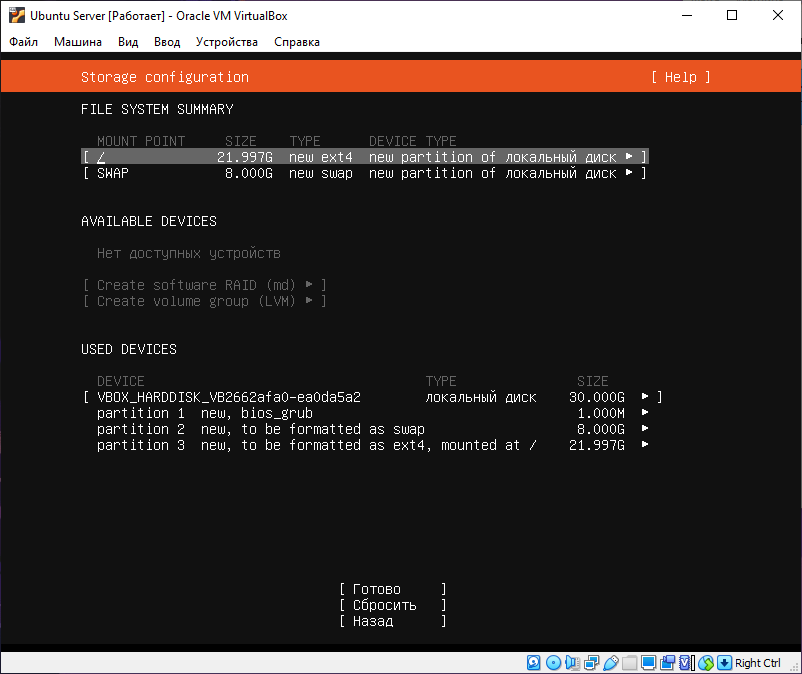 Ubuntu Server [Работает] - Oracle VM VirtualBox
Файл Машина Вид Ввод Устройства Справка
Storage configuration [ Help ]
FILE SYSTEM SUMMARY
MOUNT POINT SIZE TYPE DEVICE TYPE
[ / 21.997G new ext4 new partition of локальный диск ▸ ]
[ SWAP 8.000G new swap new partition of локальный диск ▸ ]
AVAILABLE DEVICES
Нет доступных устройств
[ Create software RAID (md) ▸ ]
[ Create volume group (LVM) ▸ ]
USED DEVICES
DEVICE TYPE SIZE
[ VBOX_HARDDISK_VB2662afa0-ea0da5a2 локальный диск 30.000G ▸ ]
partition 1 new, bios_grub 1.000M ▸
partition 2 new, to be formatted as swap 8.000G ▸
partition 3 new, to be formatted as ext4, mounted at / 21.997G ▸
[ Готово ]
[ Сбросить ]
[ Назад ]
Right Ctrl